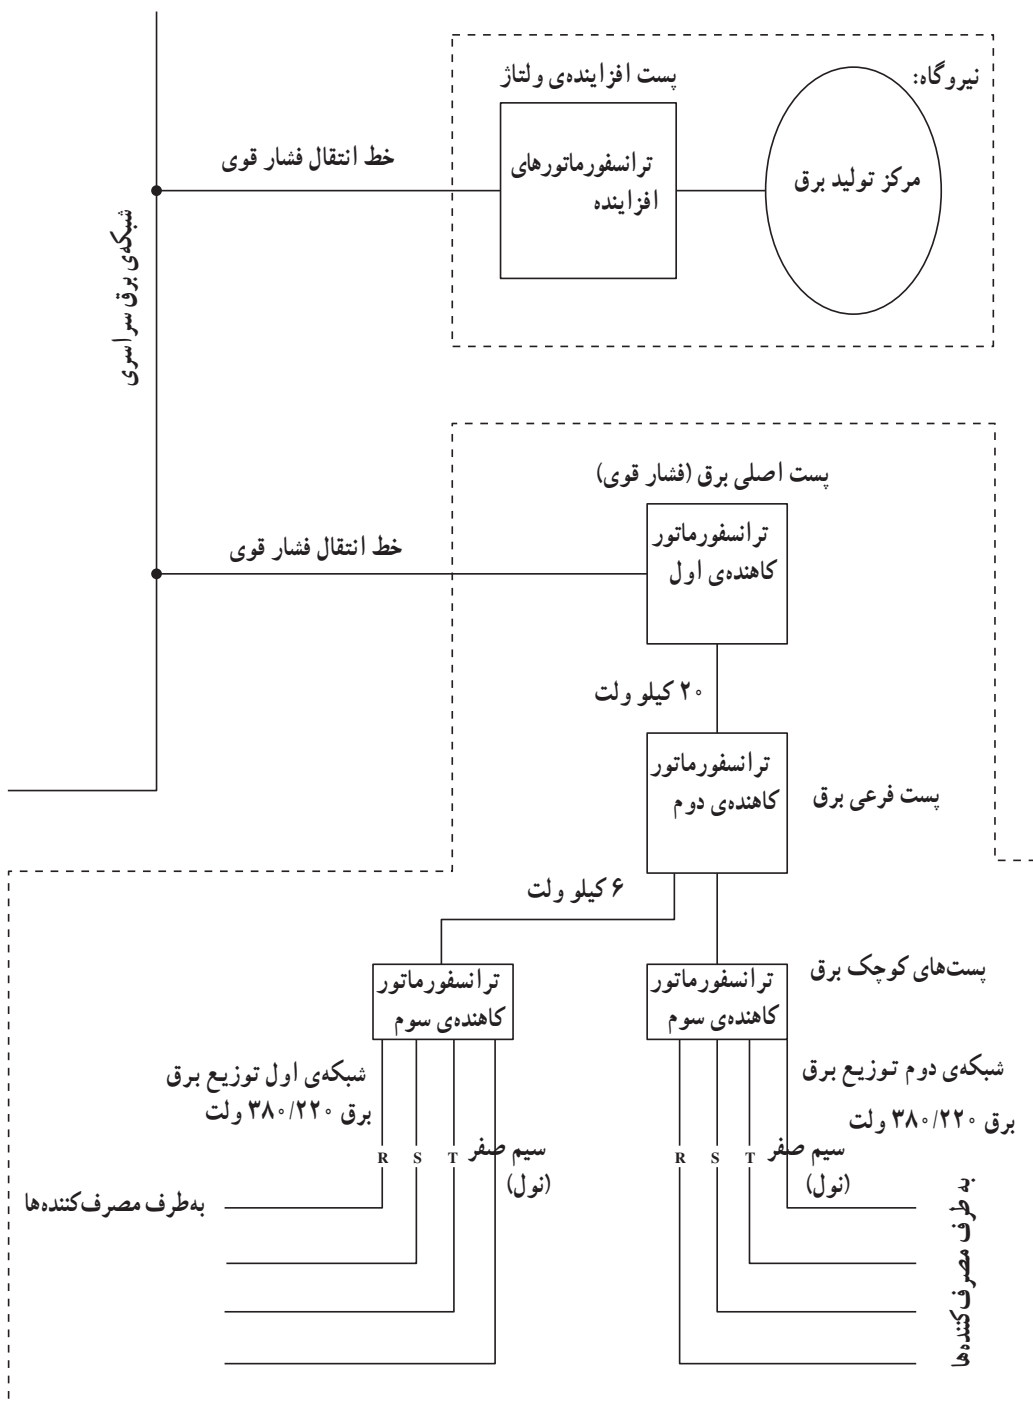 نیروگاه:
پست افزاینده‌ی ولتاژ
مرکز تولید برق
ترانسفورماتورهای
افزاینده
خط انتقال فشار قوی
شبکه‌ی برق سراسری
پست اصلی برق (فشار قوی)
ترانسفورماتور
کاهنده‌ی اول
خط انتقال فشار قوی
۲۰ کیلو ولت
ترانسفورماتور
کاهنده‌ی دوم
پست فرعی برق
۶ کیلو ولت
پست‌های کوچک برق
ترانسفورماتور
کاهنده‌ی سوم
ترانسفورماتور
کاهنده‌ی سوم
شبکه‌ی دوم توزیع برق
برق ۳۸۰/۲۲۰ ولت
شبکه‌ی اول توزیع برق
برق ۳۸۰/۲۲۰ ولت
R S T سیم صفر
(نول)
R S T سیم صفر
(نول)
به طرف مصرف‌کننده‌ها
به‌طرف مصرف‌کننده‌ها